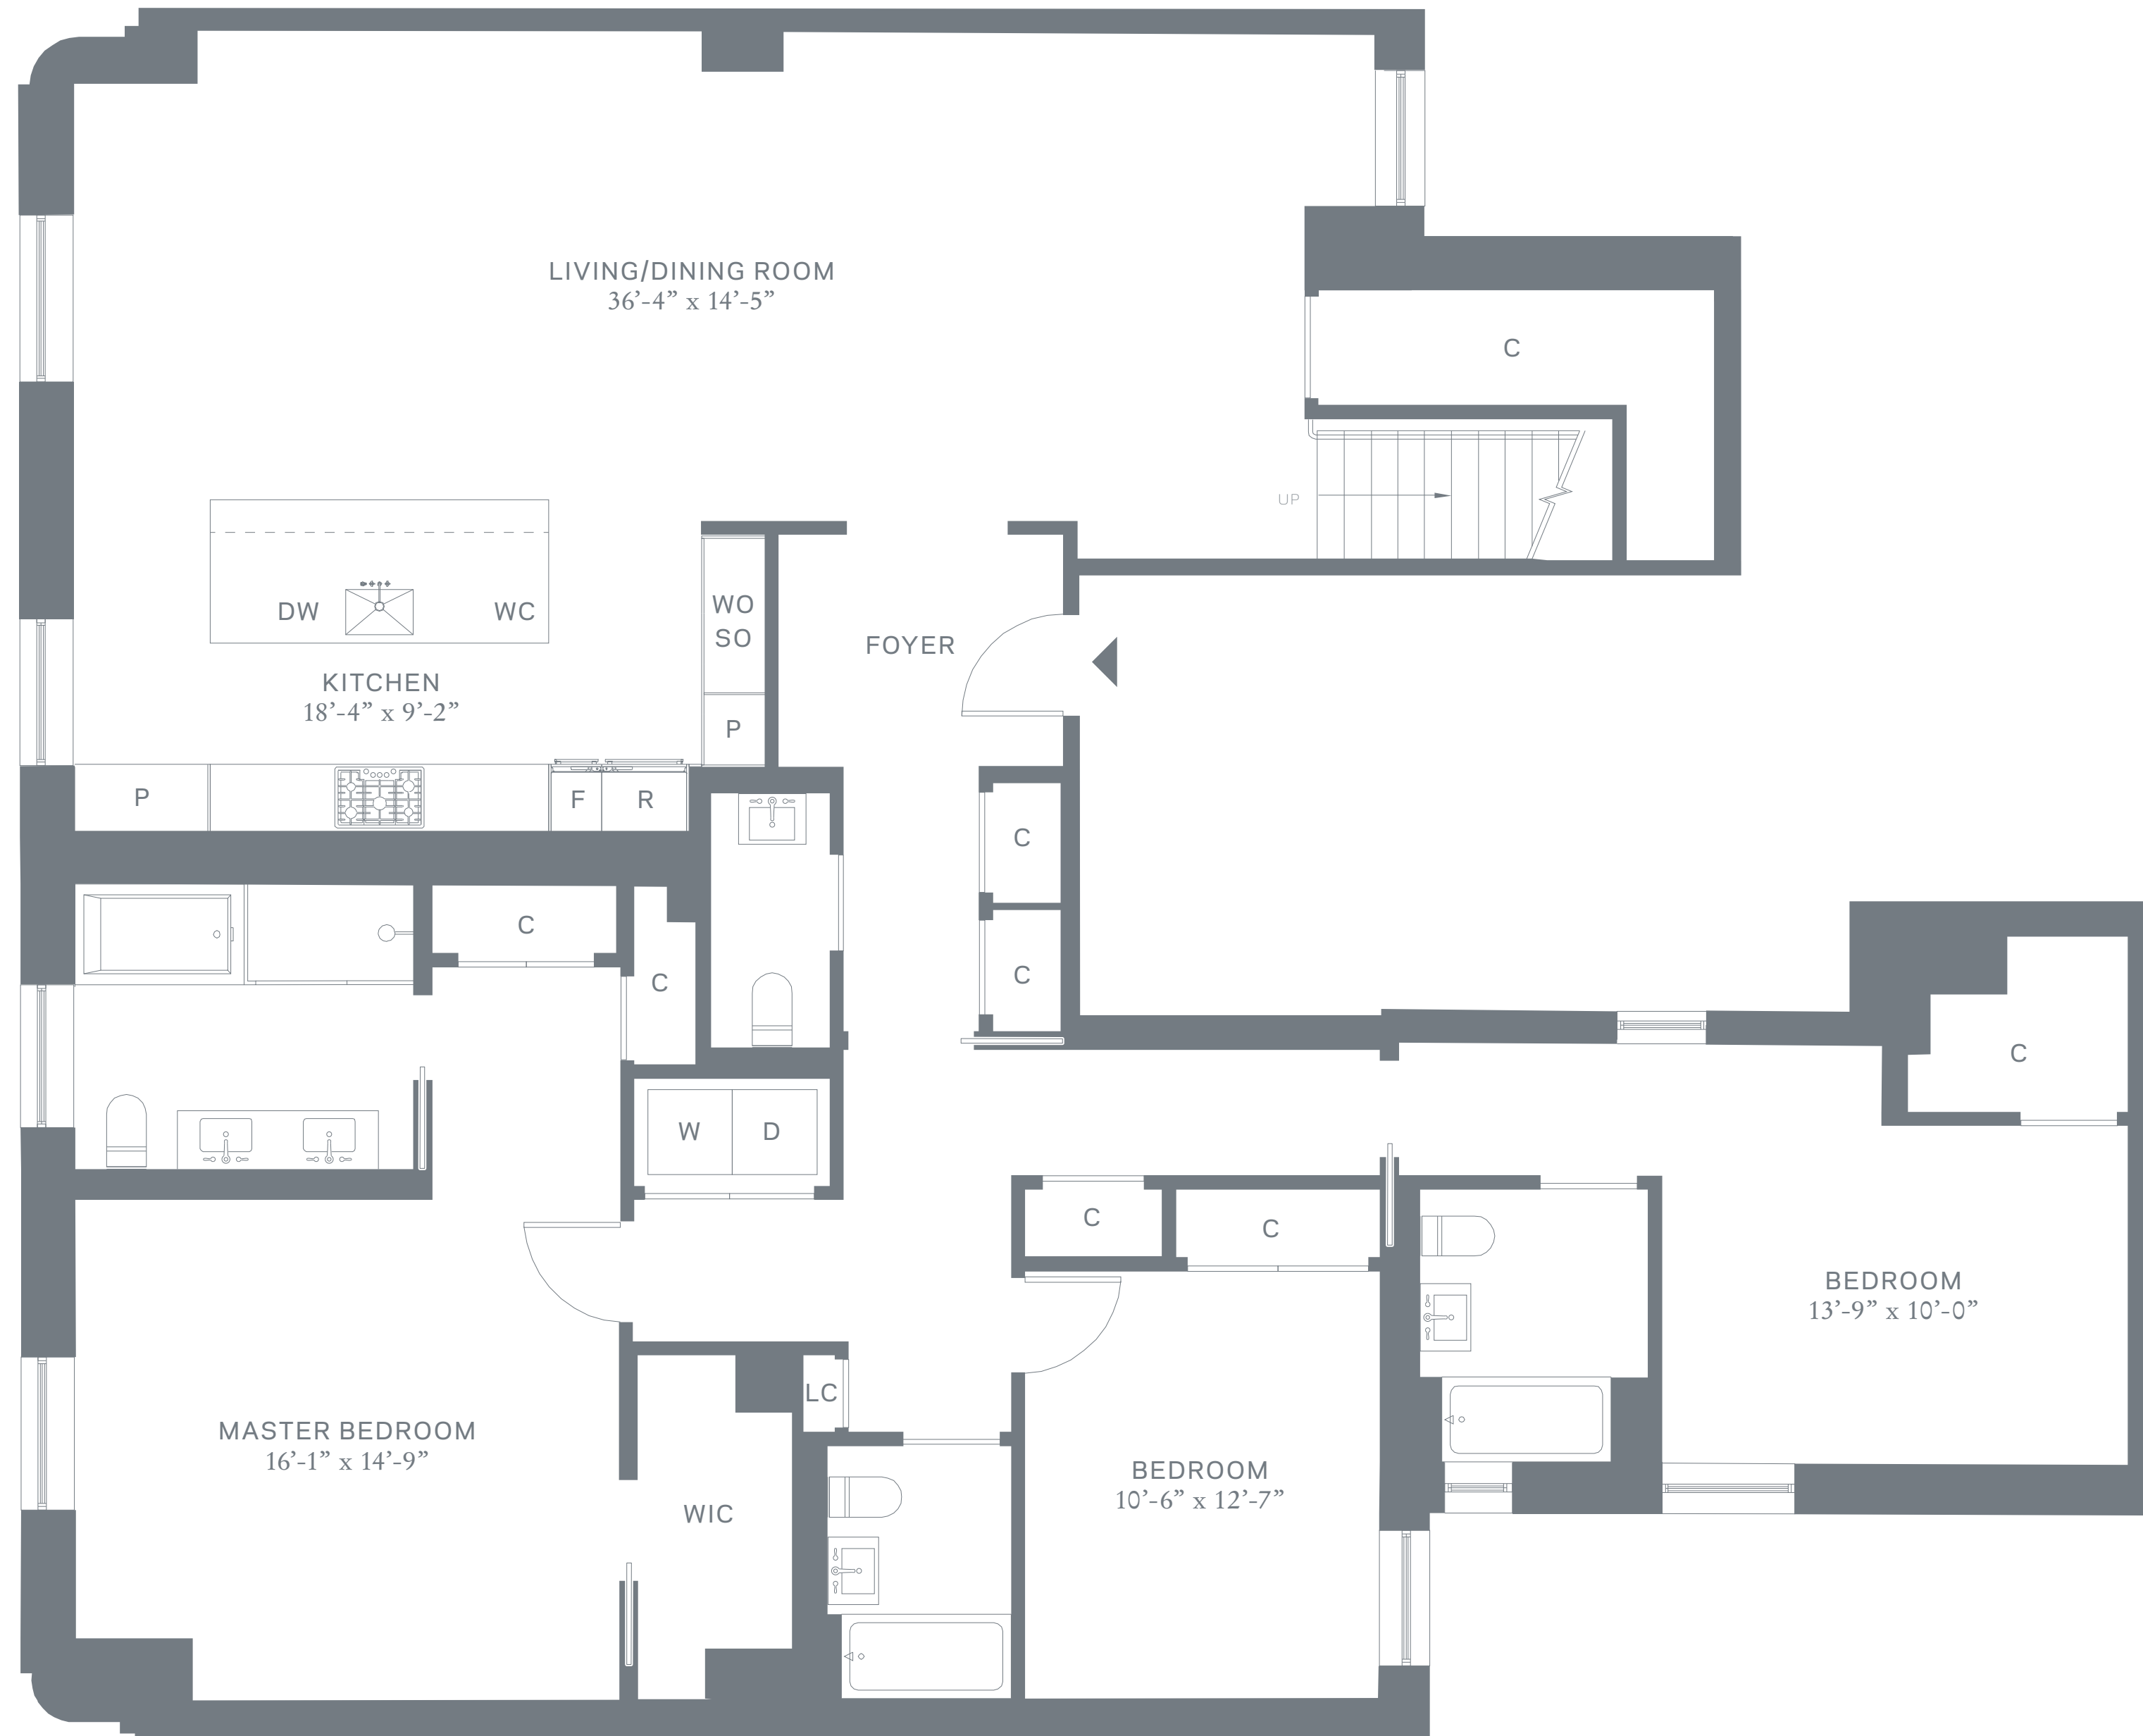 LIVING/DINING ROOM
36’-4” x 14’-5”
C
UP
DW
WC
WO
SO
FOYER
KITCHEN
18’-4” x 9’-2”
P
P
F
R
C
C
C
C
C
C
W
D
C
C
BEDROOM
13’-9” x 10’-0”
LC
MASTER BEDROOM
16’-1” x 14’-9”
BEDROOM
10’-6” x 12’-7”
WIC